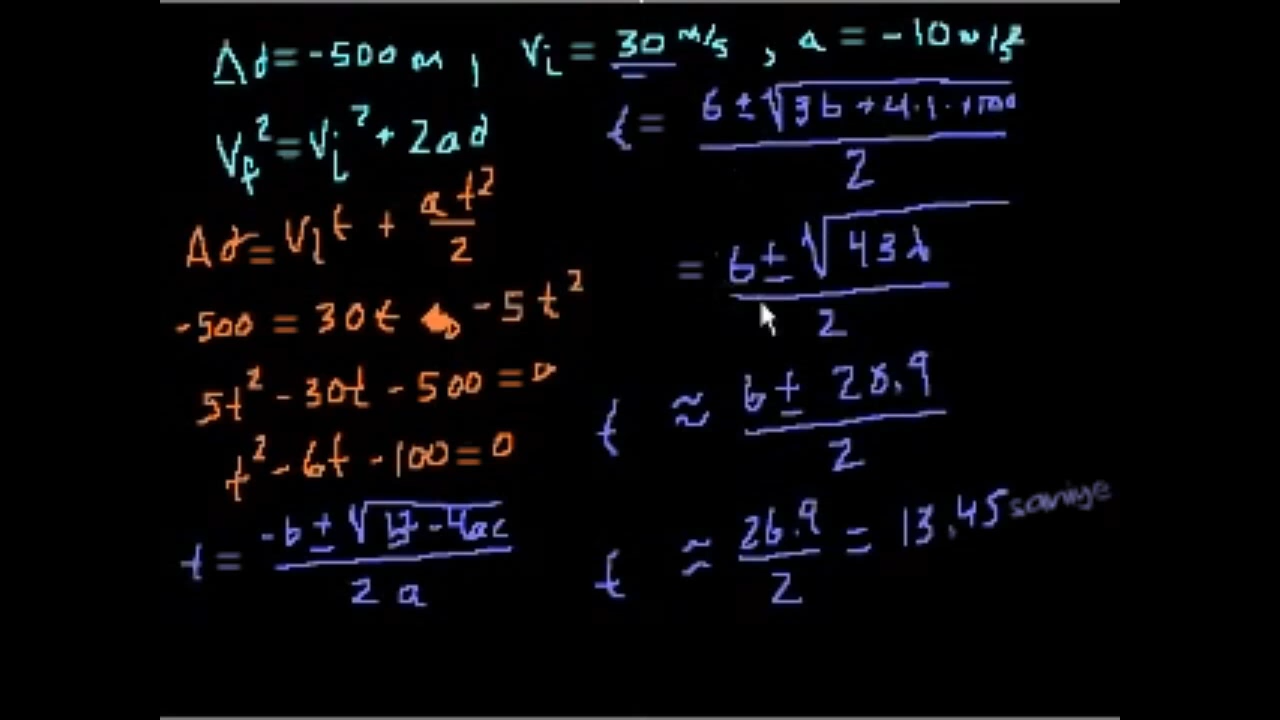 Δd = -500 m, vi = 30 m/s, a = -10 m/s²
vf² = vi² + 2ad
Δd = vit + at²/2
-500 = 30t -5t²
5t² - 30t - 500 = 0
t² - 6t - 100 = 0
t = -b ± √b² - 4ac / 2a
t = 6 ± √36 + 4·1·100 / 2
= 6 ± √436 / 2
t ≈ 6 ± 20.9 / 2
t ≈ 26.9 / 2 = 13.45 saniye